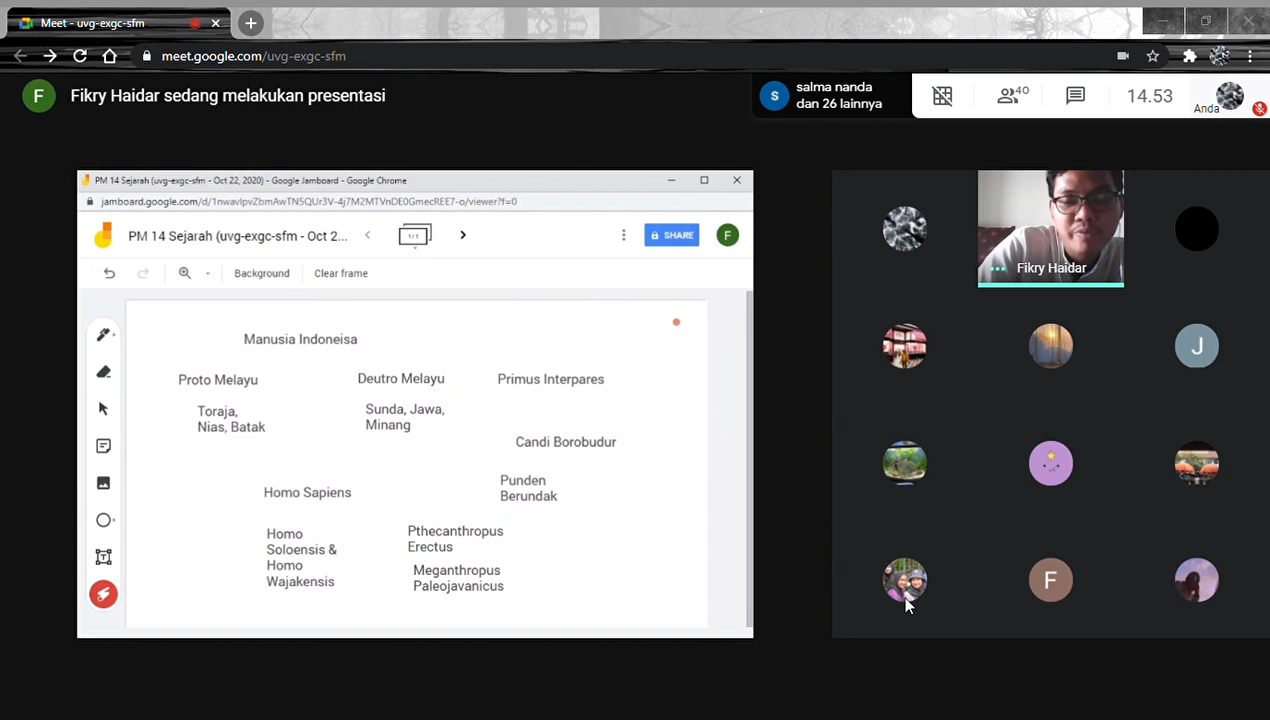 Meet - uvg-exgc-sfm
meet.google.com/uvg-exgc-sfm
F
Fikry Haidar sedang melakukan presentasi
S
salma nanda
dan 26 lainnya
40
14.53
Anda
PM 14 Sejarah (uvg-exgc-sfm - Oct 22, 2020) - Google Jamboard - Google Chrome
jamboard.google.com/d/1nwavlpvZbmAwTN5QUr3V-4j7M2MTVnDE0GmecREE7-o/viewer?f=0
PM 14 Sejarah (uvg-exgc-sfm - Oct 2...
1 / 1
SHARE
F
Background
Clear frame
Manusia Indoneisa
Proto Melayu
Deutro Melayu
Primus Interpares
Toraja,
Nias, Batak
Sunda, Jawa,
Minang
Candi Borobudur
Punden
Berundak
Homo Sapiens
Homo
Soloensis &
Homo
Wajakensis
Pthecanthropus
Erectus
Meganthropus
Paleojavanicus
Fikry Haidar
J
F